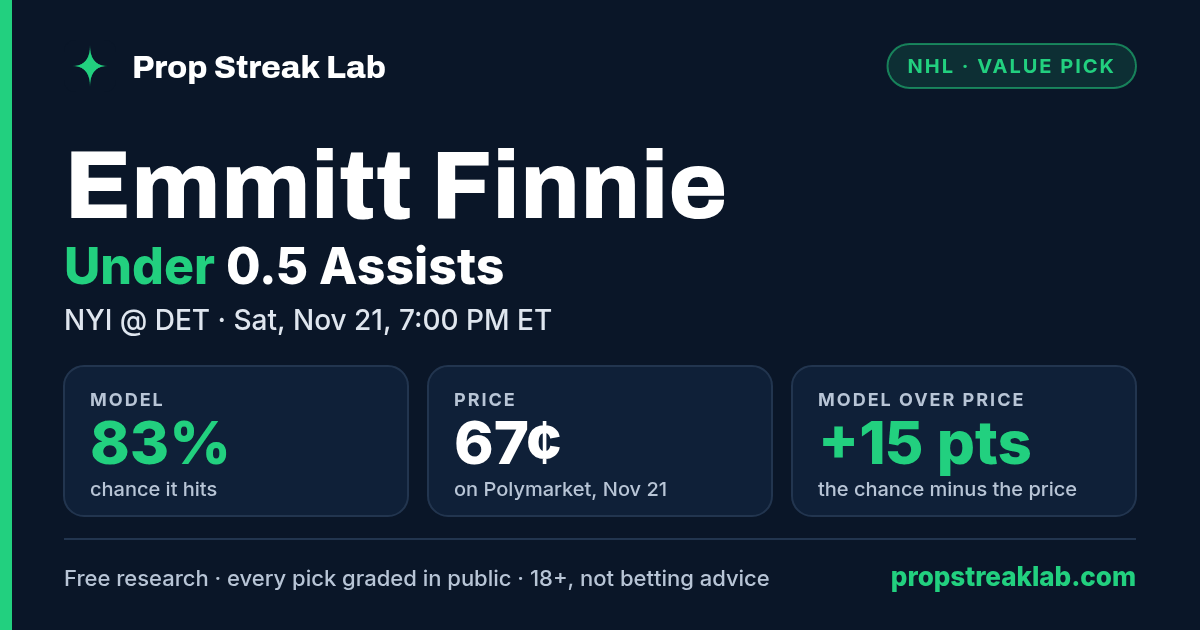 Prop Streak Lab
NHL · VALUE PICK
Emmitt Finnie
Under 0.5 Assists
NYI @ DET · Sat, Nov 21, 7:00 PM ET
MODEL
83%
chance it hits
PRICE
67¢
on Polymarket, Nov 21
MODEL OVER PRICE
+15 pts
the chance minus the price
Free research · every pick graded in public · 18+, not betting advice
propstreaklab.com